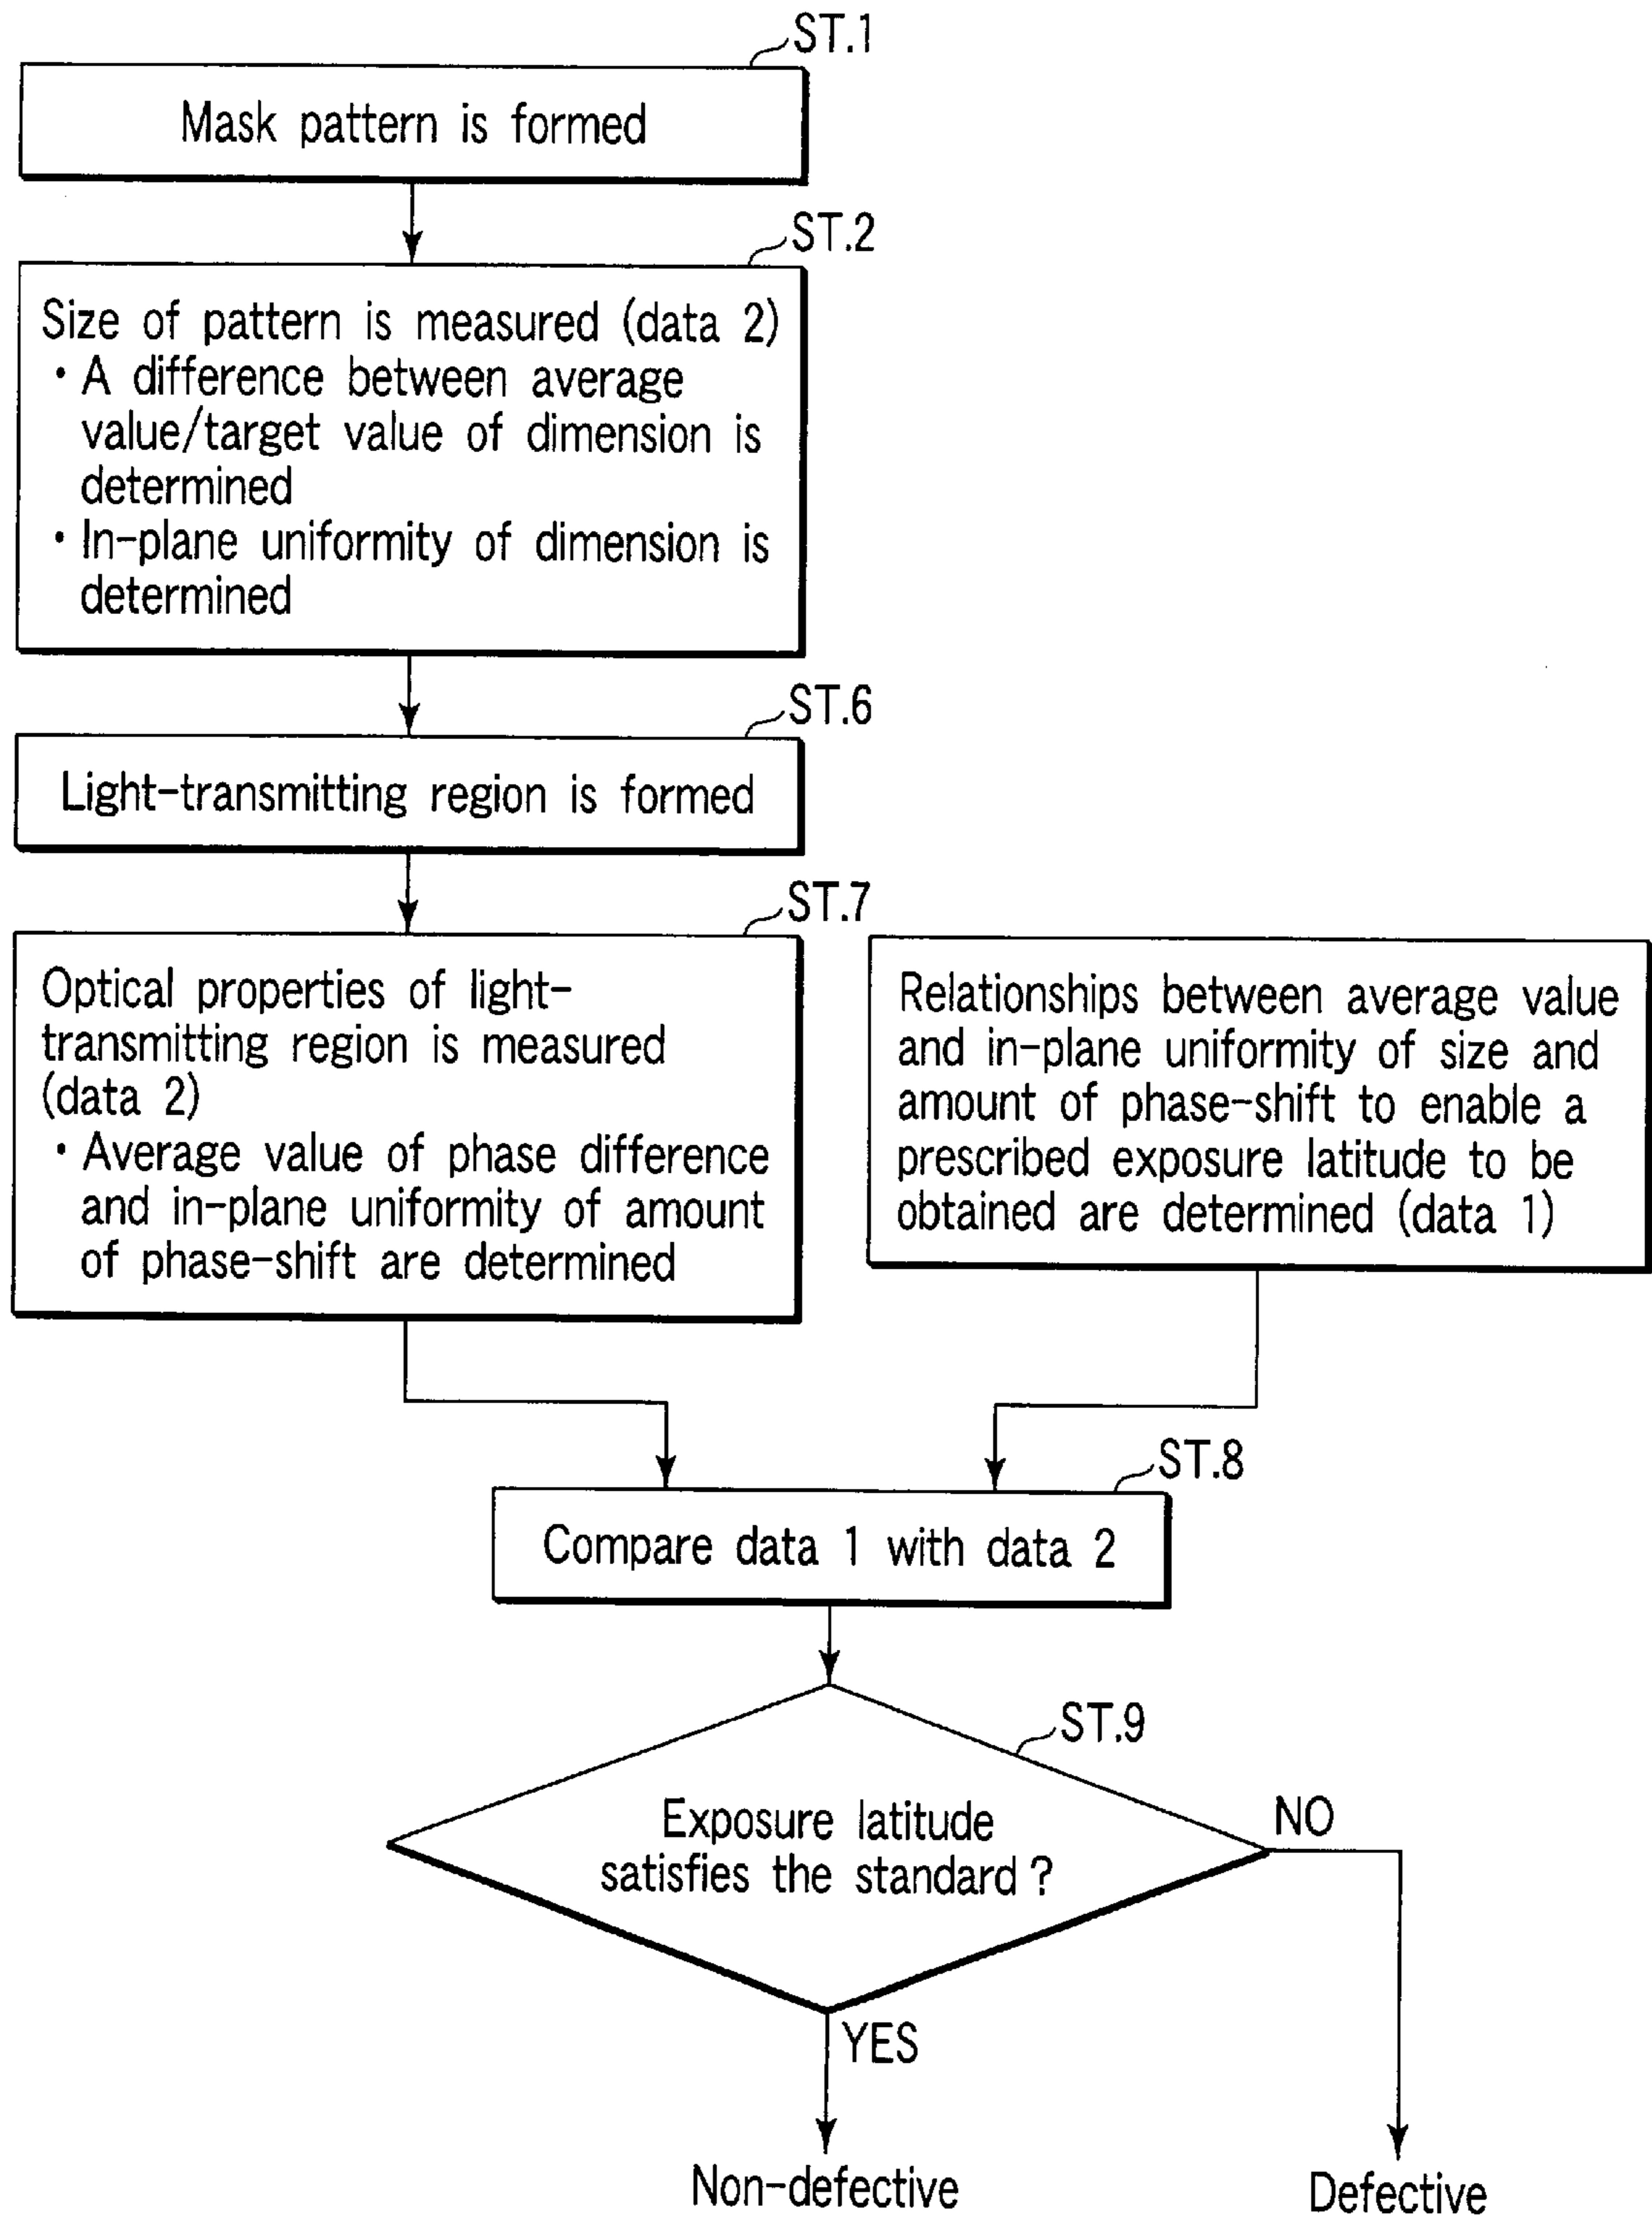 ST.1
Mask pattern is formed
ST.2
Size of pattern is measured (data 2)
・A difference between average
value/target value of dimension is
determined
・In-plane uniformity of dimension is
determined
ST.6
Light-transmitting region is formed
ST.7
Optical properties of light-
transmitting region is measured
(data 2)
・Average value of phase difference
and in-plane uniformity of amount
of phase-shift are determined
Relationships between average value
and in-plane uniformity of size and
amount of phase-shift to enable a
prescribed exposure latitude to be
obtained are determined (data 1)
ST.8
Compare data 1 with data 2
ST.9
Exposure latitude
satisfies the standard ?
NO
YES
Non-defective
Defective